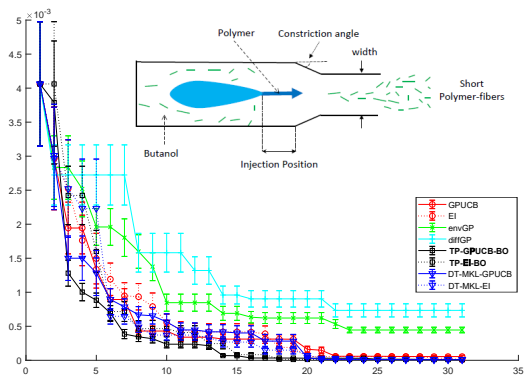 5 ×10⁻³
4.5
4
3.5
3
2.5
2
1.5
1
0.5
0
0 5 10 15 20 25 30 35
Polymer
Constriction angle
width
Short
Polymer-fibers
Butanol
Injection Position
GPUCB
EI
envGP
diffGP
TP-GPUCB-BO
TP-EI-BO
DT-MKL-GPUCB
DT-MKL-EI